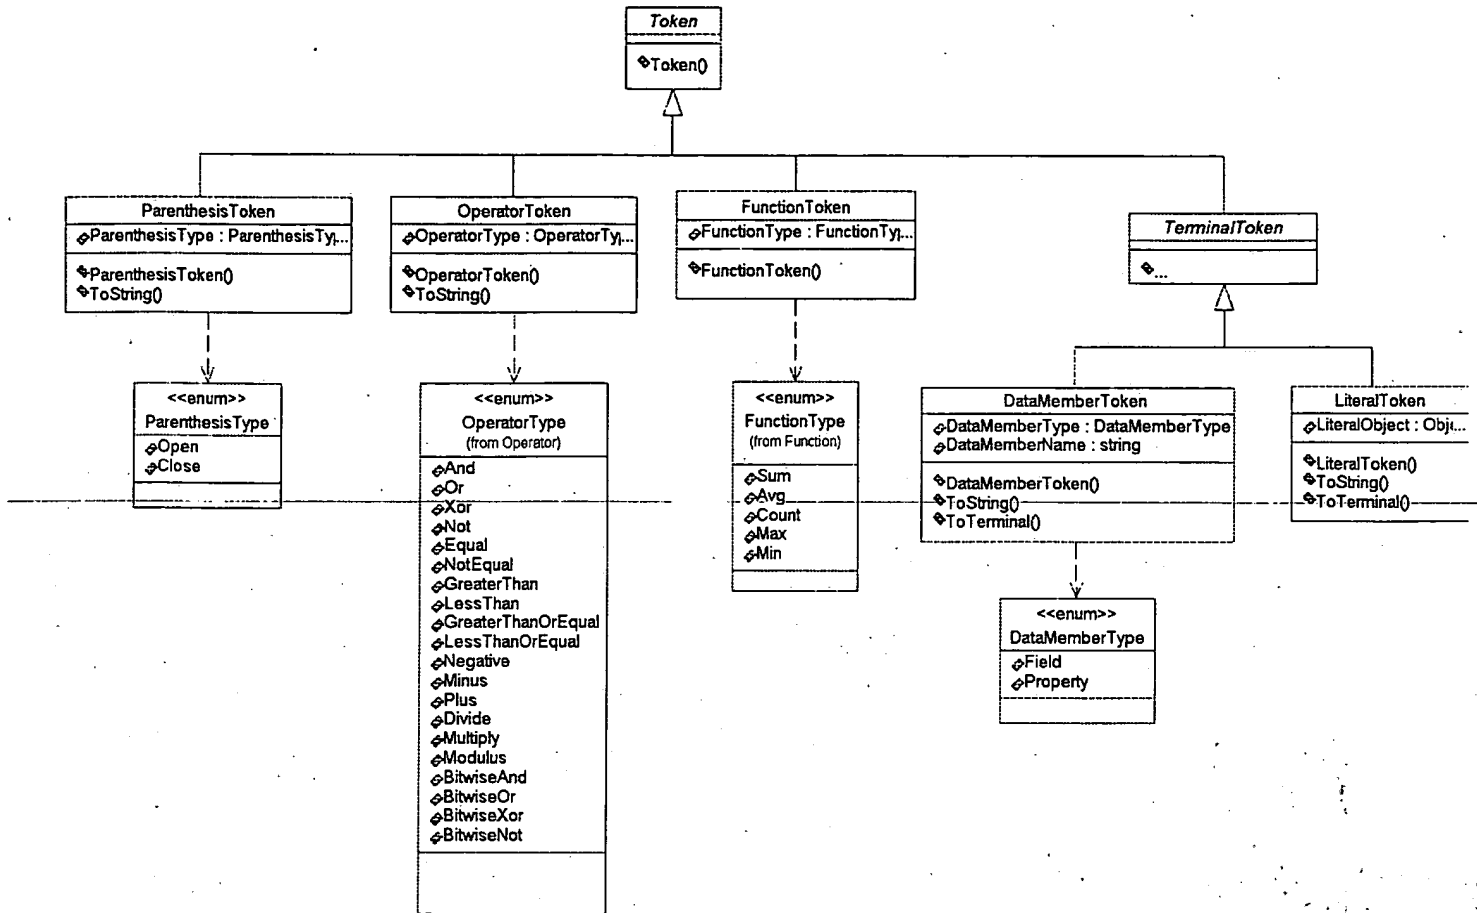 Token
Token()
ParenthesisToken
ParenthesisType : ParenthesisTy...
ParenthesisToken()
ToString()
OperatorToken
OperatorType : OperatorTy...
OperatorToken()
ToString()
FunctionToken
FunctionType : FunctionTy...
FunctionToken()
TerminalToken
...
<<enum>>
ParenthesisType
Open
Close
<<enum>>
OperatorType
(from Operator)
And
Or
Xor
Not
Equal
NotEqual
GreaterThan
LessThan
GreaterThanOrEqual
LessThanOrEqual
Negative
Minus
Plus
Divide
Multiply
Modulus
BitwiseAnd
BitwiseOr
BitwiseXor
BitwiseNot
<<enum>>
FunctionType
(from Function)
Sum
Avg
Count
Max
Min
DataMemberToken
DataMemberType : DataMemberType
DataMemberName : string
DataMemberToken()
ToString()
ToTerminal()
LiteralToken
LiteralObject : Obj...
LiteralToken()
ToString()
ToTerminal()
<<enum>>
DataMemberType
Field
Property